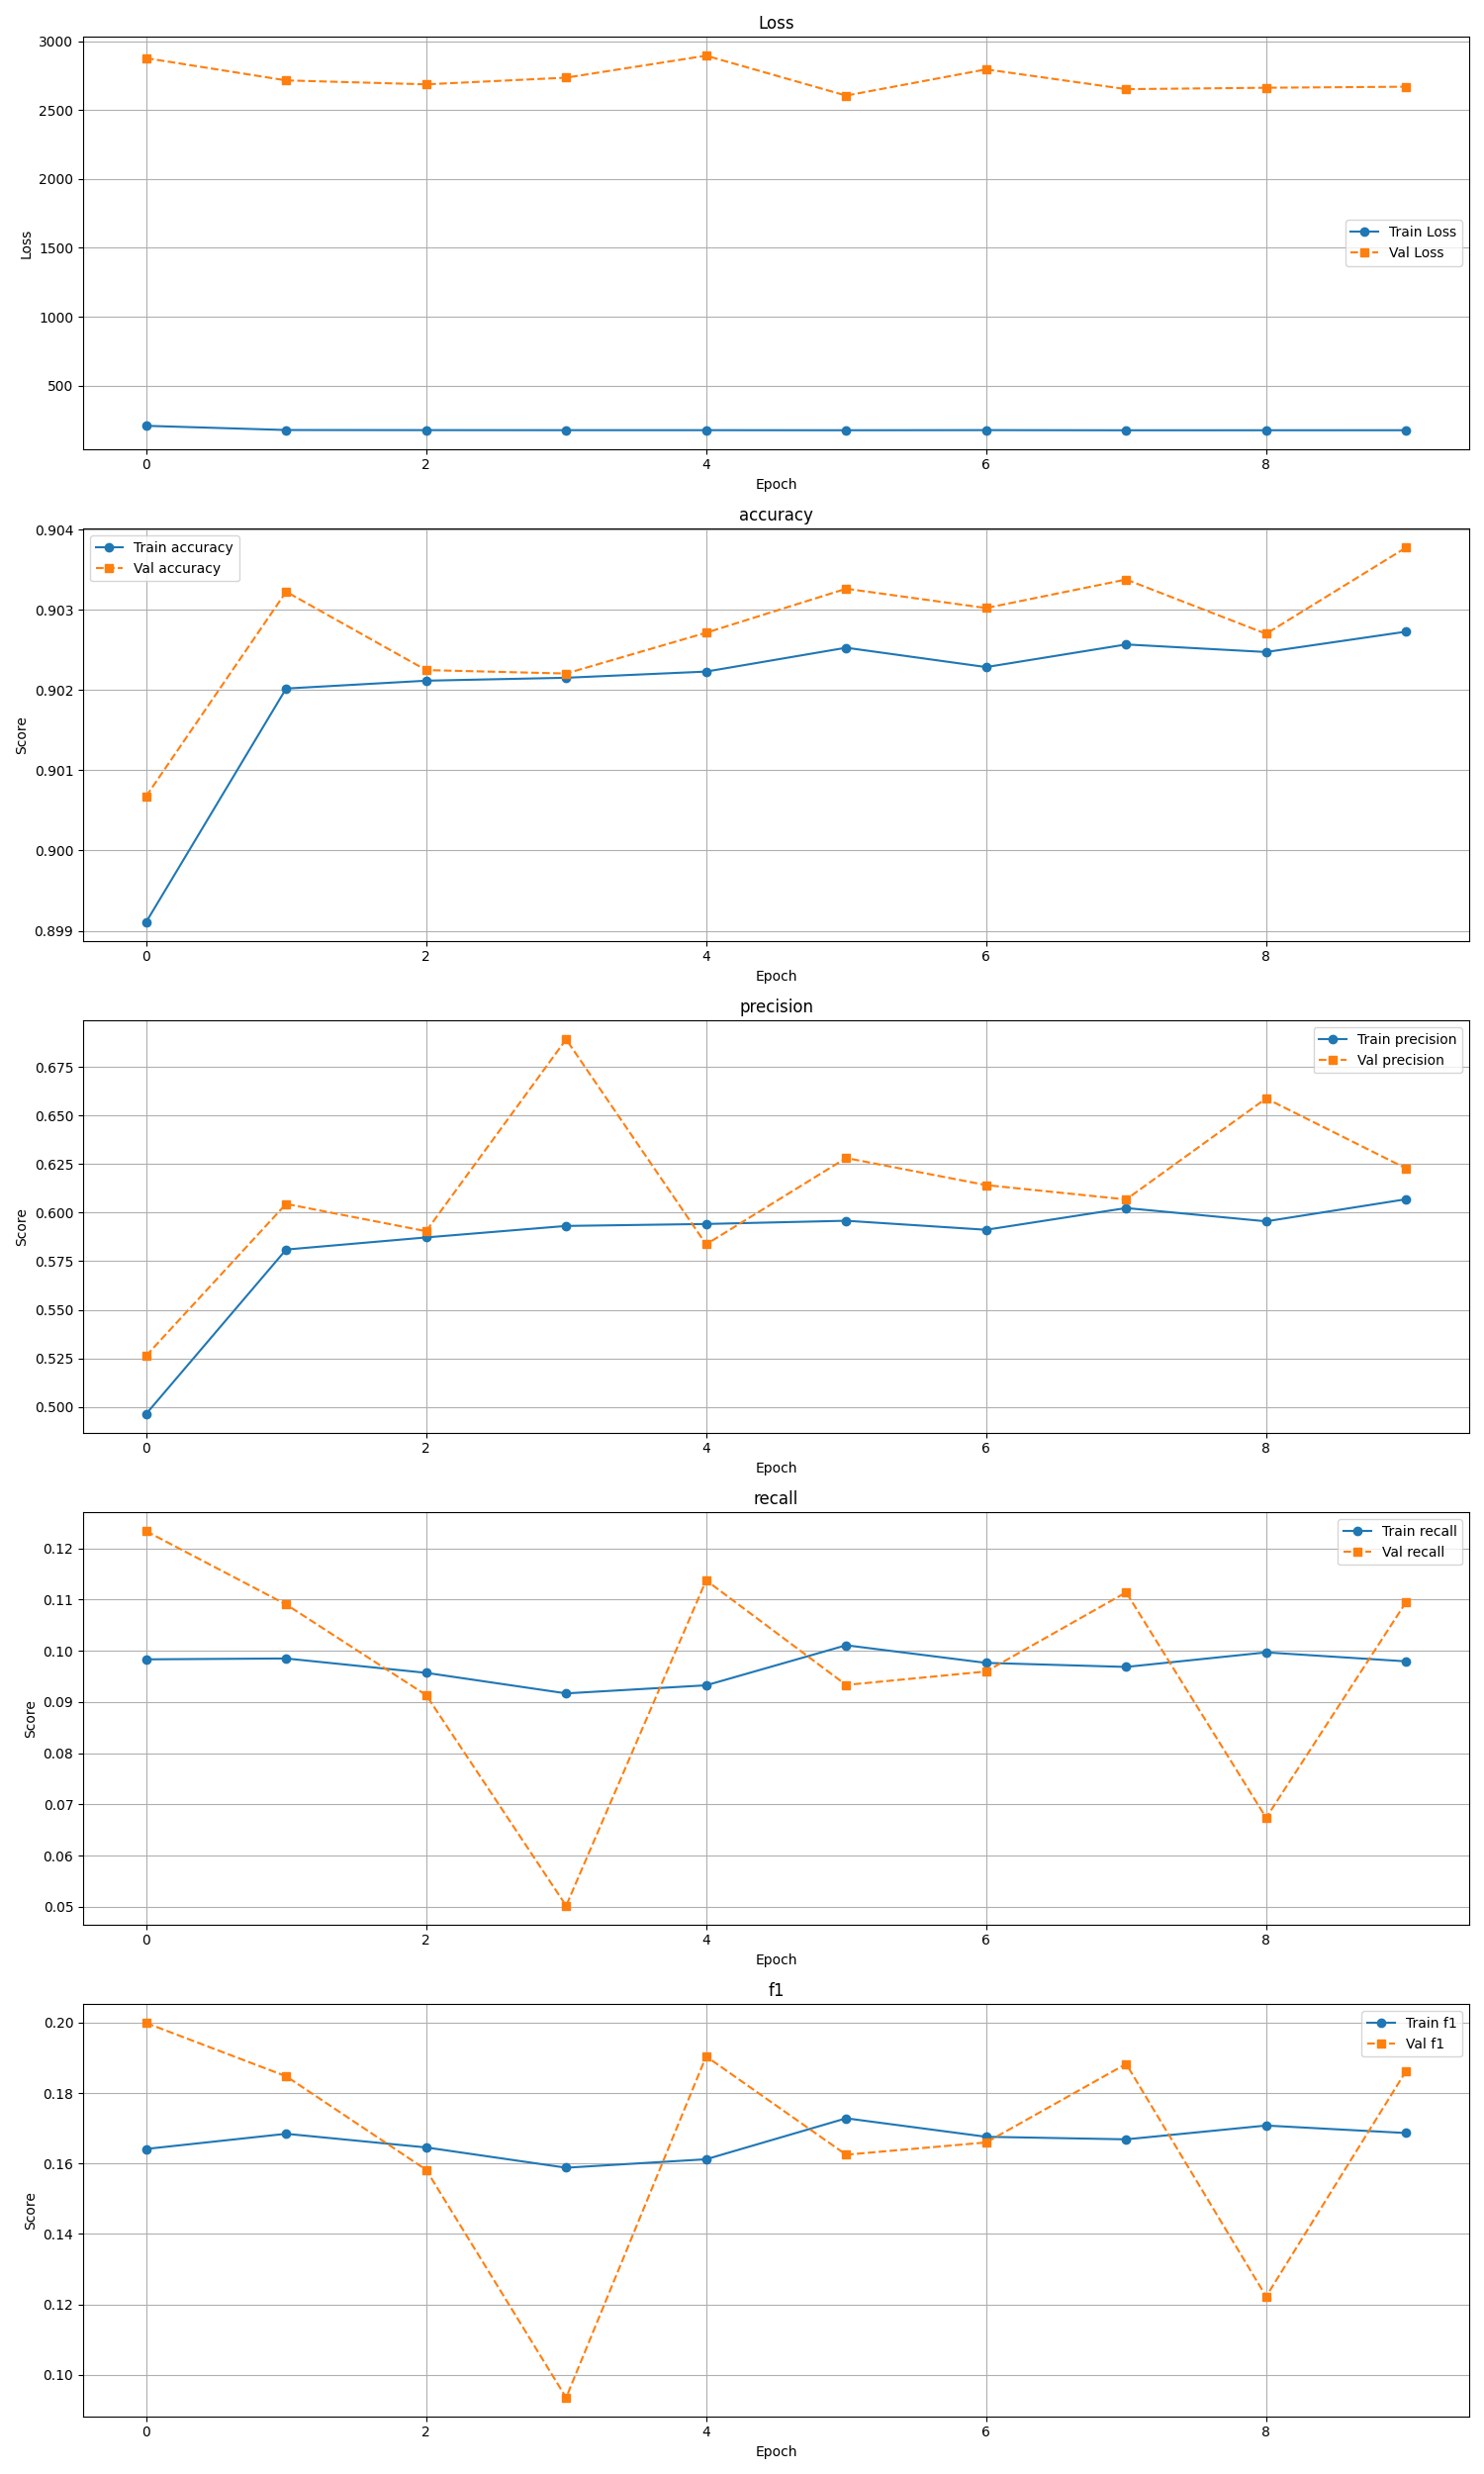 Loss
3000
2500
2000
1500
1000
500
Loss
Train Loss
Val Loss
0 2 4 6 8
Epoch
accuracy
0.904
0.903
0.902
0.901
0.900
0.899
Score
Train accuracy
Val accuracy
0 2 4 6 8
Epoch
precision
0.675
0.650
0.625
0.600
0.575
0.550
0.525
0.500
Score
Train precision
Val precision
0 2 4 6 8
Epoch
recall
0.12
0.11
0.10
0.09
0.08
0.07
0.06
0.05
Score
Train recall
Val recall
0 2 4 6 8
Epoch
f1
0.20
0.18
0.16
0.14
0.12
0.10
Score
Train f1
Val f1
0 2 4 6 8
Epoch